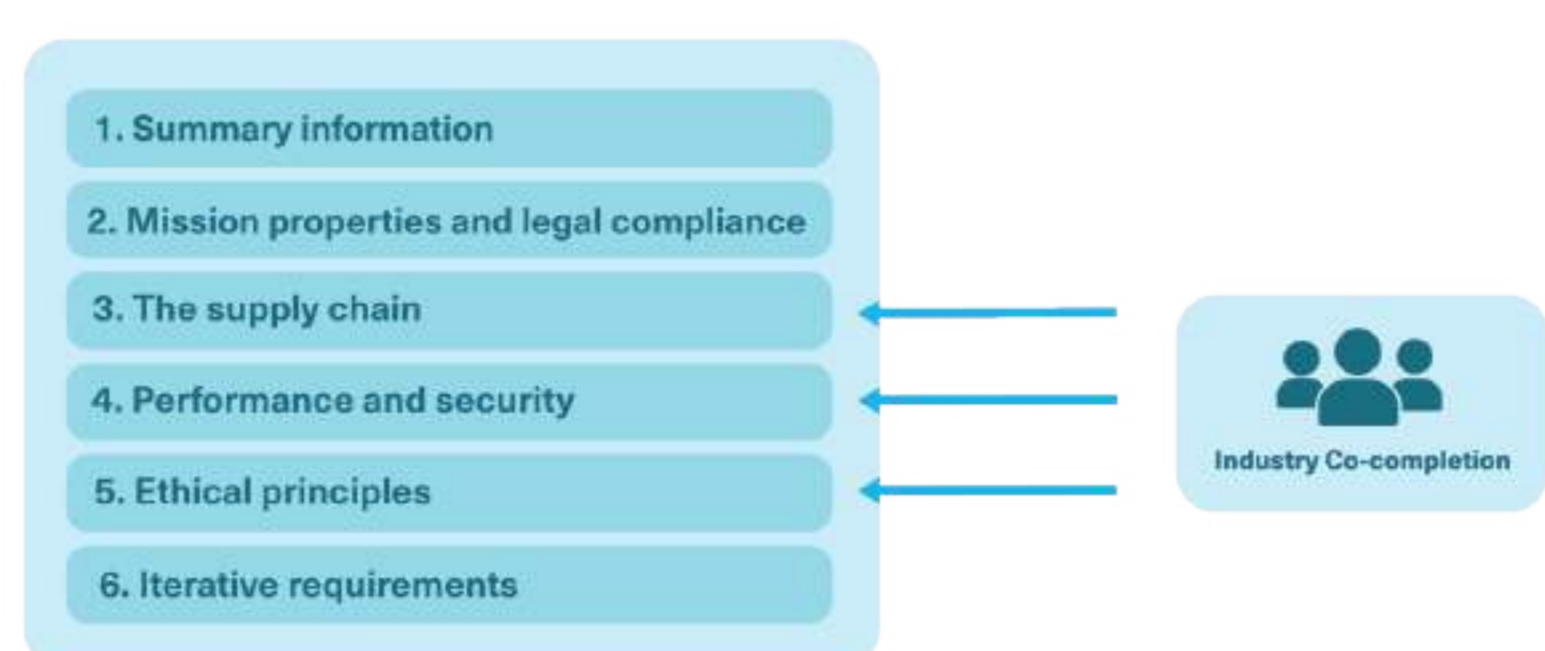 1. Summary information
2. Mission properties and legal compliance
3. The supply chain
4. Performance and security
5. Ethical principles
6. Iterative requirements
Industry Co-completion